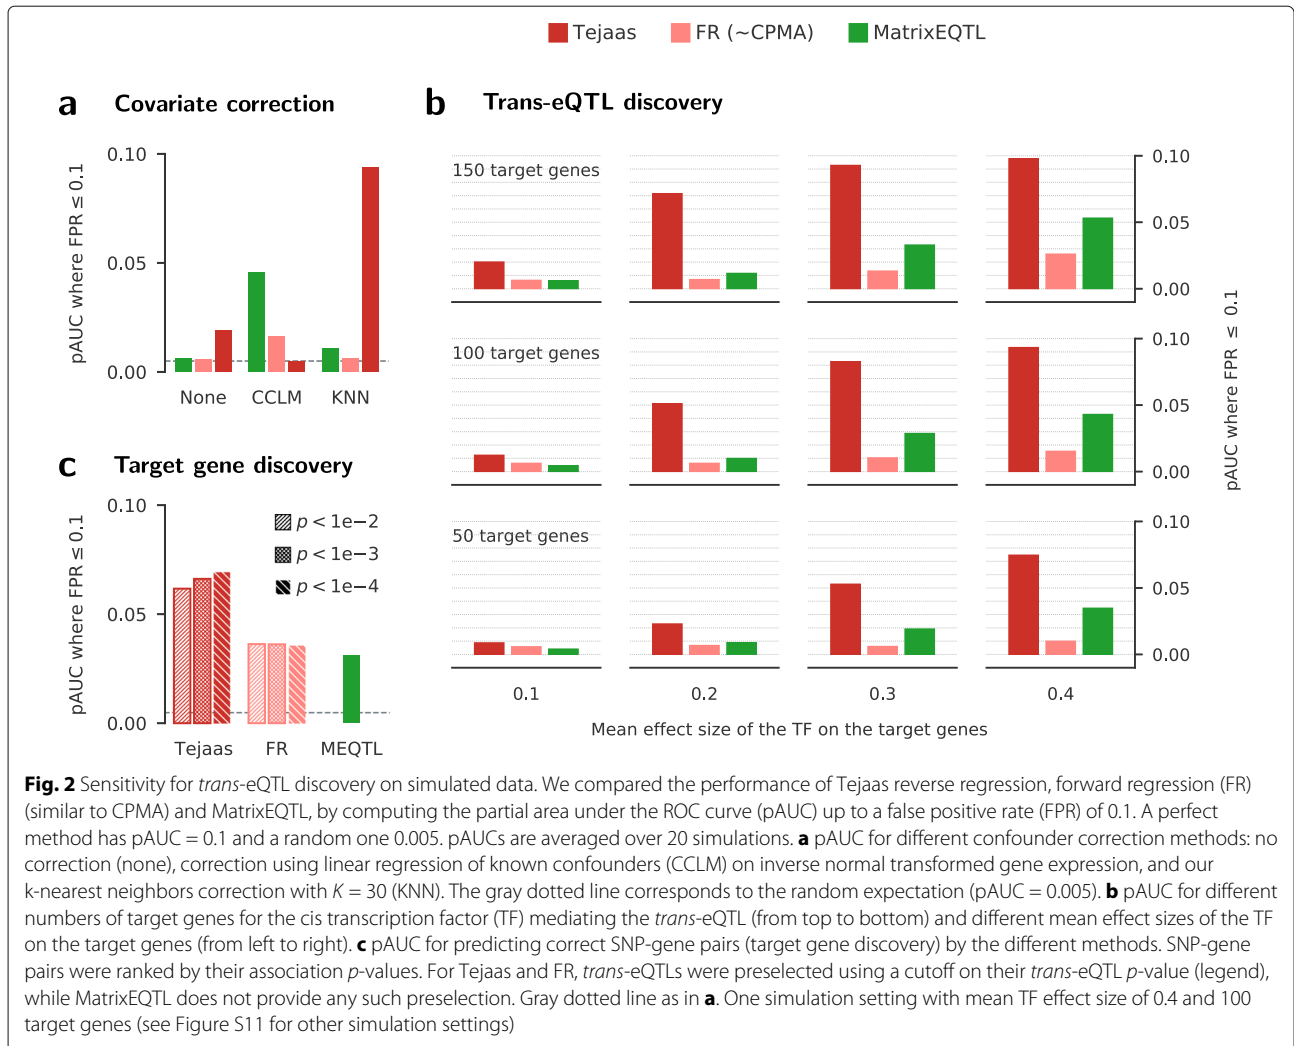 Tejaas FR (~CPMA) MatrixEQTL
a Covariate correction
pAUC where FPR ≤ 0.1
0.10
0.05
0.00
None CCLM KNN
b Trans-eQTL discovery
150 target genes
0.10
0.05
0.00
100 target genes
0.10
0.05
0.00
50 target genes
0.10
0.05
0.00
pAUC where FPR ≤ 0.1
0.1 0.2 0.3 0.4
Mean effect size of the TF on the target genes
c Target gene discovery
pAUC where FPR ≤ 0.1
0.10
0.05
0.00
p < 1e−2
p < 1e−3
p < 1e−4
Tejaas FR MEQTL
Fig. 2 Sensitivity for trans-eQTL discovery on simulated data. We compared the performance of Tejaas reverse regression, forward regression (FR)
(similar to CPMA) and MatrixEQTL, by computing the partial area under the ROC curve (pAUC) up to a false positive rate (FPR) of 0.1. A perfect
method has pAUC = 0.1 and a random one 0.005. pAUCs are averaged over 20 simulations. a pAUC for different confounder correction methods: no
correction (none), correction using linear regression of known confounders (CCLM) on inverse normal transformed gene expression, and our
k-nearest neighbors correction with K = 30 (KNN). The gray dotted line corresponds to the random expectation (pAUC = 0.005). b pAUC for different
numbers of target genes for the cis transcription factor (TF) mediating the trans-eQTL (from top to bottom) and different mean effect sizes of the TF
on the target genes (from left to right). c pAUC for predicting correct SNP-gene pairs (target gene discovery) by the different methods. SNP-gene
pairs were ranked by their association p-values. For Tejaas and FR, trans-eQTLs were preselected using a cutoff on their trans-eQTL p-value (legend),
while MatrixEQTL does not provide any such preselection. Gray dotted line as in a. One simulation setting with mean TF effect size of 0.4 and 100
target genes (see Figure S11 for other simulation settings)